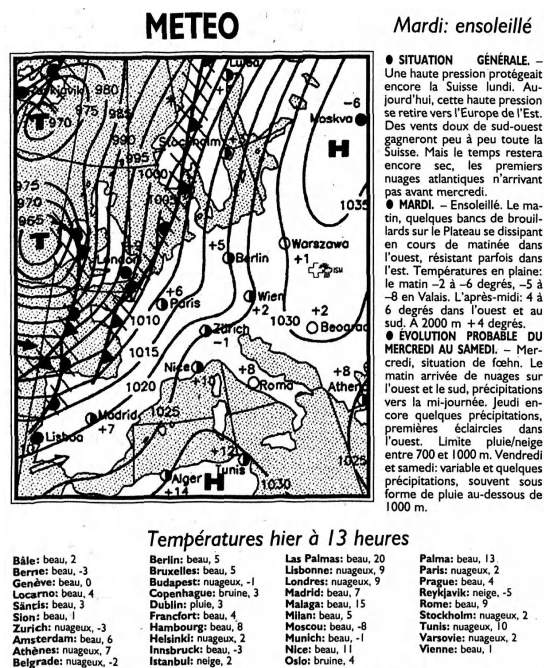 METEO
Mardi: ensoleillé
Luleå
Reykjavik
980
975
985
970
990
Stockholm
995
1000
1005
-6
Moskva
H
1035
T
975
970
965
T
London
+5
Berlin
Warszawa
+1
ISM
+6
Paris
Wien
+2
1010
Zürich
-1
1030
+2
Beograd
1015
Nice
+10
+8
Roma
+8
Athen
1020
Madrid
+7
1025
Lisboa
+12
Tunis
1025
Alger
+14
H
1030
● SITUATION GÉNÉRALE. –
Une haute pression protégeait
encore la Suisse lundi. Au-
jourd'hui, cette haute pression
se retire vers l'Europe de l'Est.
Des vents doux de sud-ouest
gagneront peu à peu toute la
Suisse. Mais le temps restera
encore sec, les premiers
nuages atlantiques n'arrivant
pas avant mercredi.
● MARDI. – Ensoleillé. Le ma-
tin, quelques bancs de brouil-
lards sur le Plateau se dissipant
en cours de matinée dans
l'ouest, résistant parfois dans
l'est. Températures en plaine:
le matin –2 à –6 degrés, –5 à
–8 en Valais. L'après-midi: 4 à
6 degrés dans l'ouest et au
sud. A 2000 m +4 degrés.
● ÉVOLUTION PROBABLE DU
MERCREDI AU SAMEDI. – Mer-
credi, situation de fœhn. Le
matin arrivée de nuages sur
l'ouest et le sud, précipitations
vers la mi-journée. Jeudi en-
core quelques précipitations,
premières éclaircies dans
l'ouest. Limite pluie/neige
entre 700 et 1000 m. Vendredi
et samedi: variable et quelques
précipitations, souvent sous
forme de pluie au-dessous de
1000 m.
Températures hier à 13 heures
Bâle: beau, 2
Berne: beau, -3
Genève: beau, 0
Locarno: beau, 4
Säntis: beau, 3
Sion: beau, 1
Zurich: nuageux, -3
Amsterdam: beau, 6
Athènes: nuageux, 7
Belgrade: nuageux, -2
Berlin: beau, 5
Bruxelles: beau, 5
Budapest: nuageux, -1
Copenhague: bruine, 3
Dublin: pluie, 3
Francfort: beau, 4
Hambourg: beau, 8
Helsinki: nuageux, 2
Innsbruck: beau, -3
Istanbul: neige, 2
Las Palmas: beau, 20
Lisbonne: nuageux, 9
Londres: nuageux, 9
Madrid: beau, 7
Malaga: beau, 15
Milan: beau, 5
Moscou: beau, -8
Munich: beau, -1
Nice: beau, 11
Oslo: bruine, 4
Palma: beau, 13
Paris: nuageux, 2
Prague: beau, 4
Reykjavik: neige, -5
Rome: beau, 9
Stockholm: nuageux, 2
Tunis: nuageux, 10
Varsovie: nuageux, 2
Vienne: beau, 1